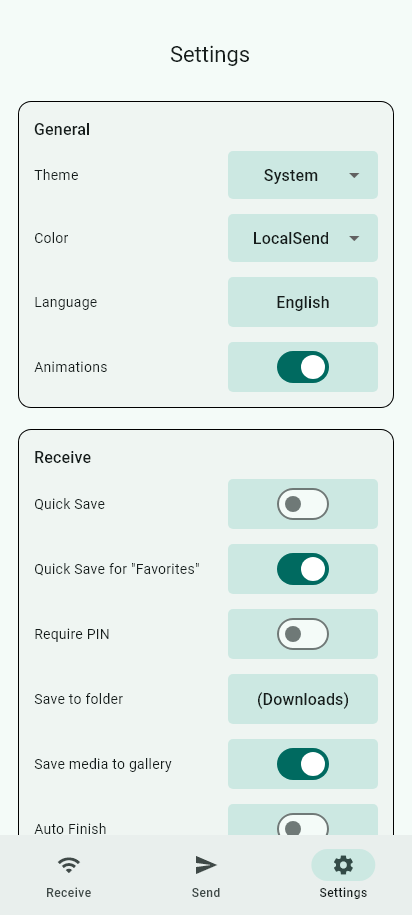 Settings
General
Theme
System
Color
LocalSend
Language
English
Animations
Receive
Quick Save
Quick Save for "Favorites"
Require PIN
Save to folder
(Downloads)
Save media to gallery
Auto Finish
Receive
Send
Settings